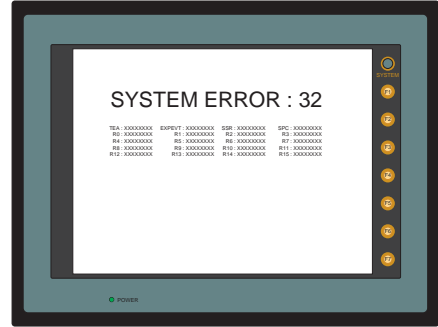 SYSTEM ERROR : 32
TEA : XXXXXXXX EXPEVT : XXXXXXXX SSR : XXXXXXXX SPC : XXXXXXXX
R0 : XXXXXXXX R1 : XXXXXXXX R2 : XXXXXXXX R3 : XXXXXXXX
R4 : XXXXXXXX R5 : XXXXXXXX R6 : XXXXXXXX R7 : XXXXXXXX
R8 : XXXXXXXX R9 : XXXXXXXX R10 : XXXXXXXX R11 : XXXXXXXX
R12 : XXXXXXXX R13 : XXXXXXXX R14 : XXXXXXXX R15 : XXXXXXXX
SYSTEM
F1
F2
F3
F4
F5
F6
F7
POWER